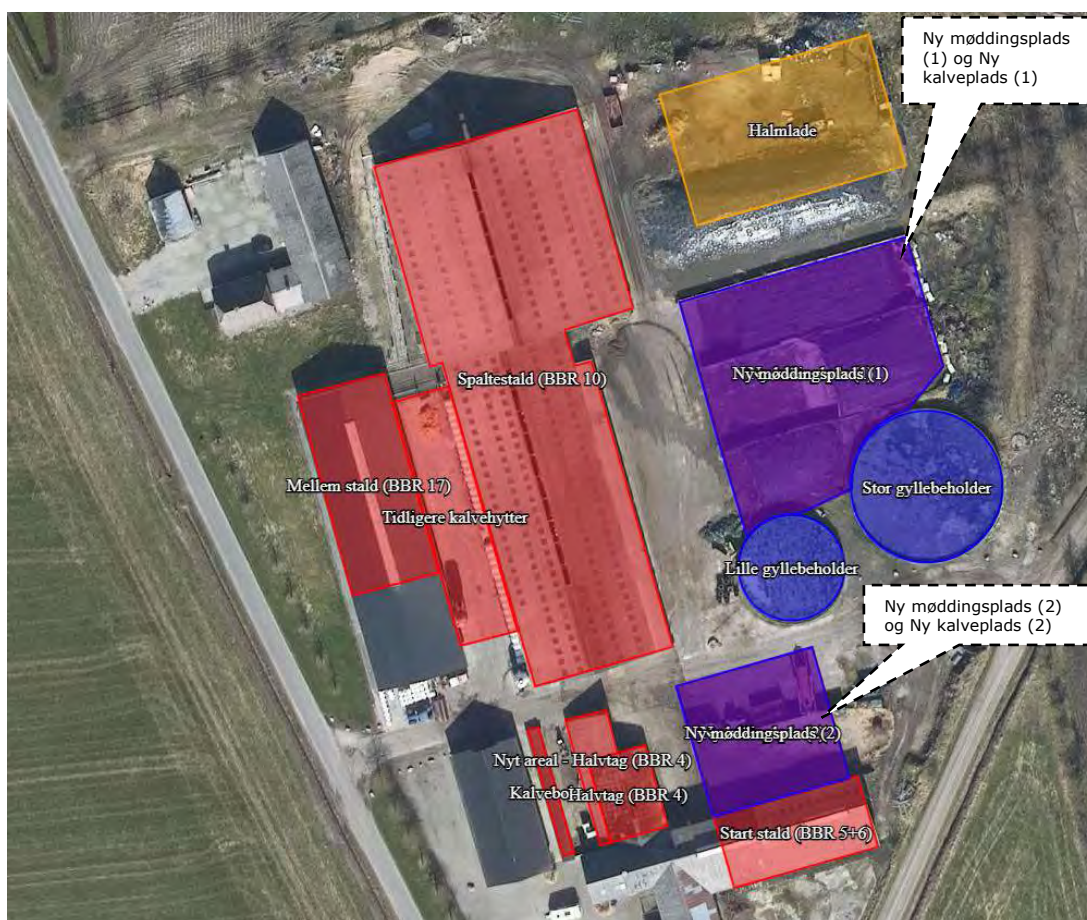 Ny møddingsplads
(1) og Ny
kalveplads (1)
Halmlade
Spaltestald (BBR 10)
Ny møddingsplads (1)
Mellem stald (BBR 17)
Stor gyllebeholder
Tidligere kalvehytter
Lille gyllebeholder
Ny møddingsplads (2)
og Ny kalveplads (2)
Ny møddingsplads (2)
Nyt areal - Halvtag (BBR 4)
Halvtag (BBR 4)
Start stald (BBR 5+6)